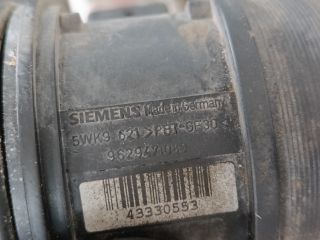 SIEMENS Made in Germany
5WK9 621 >PBT-GF30<
43330553